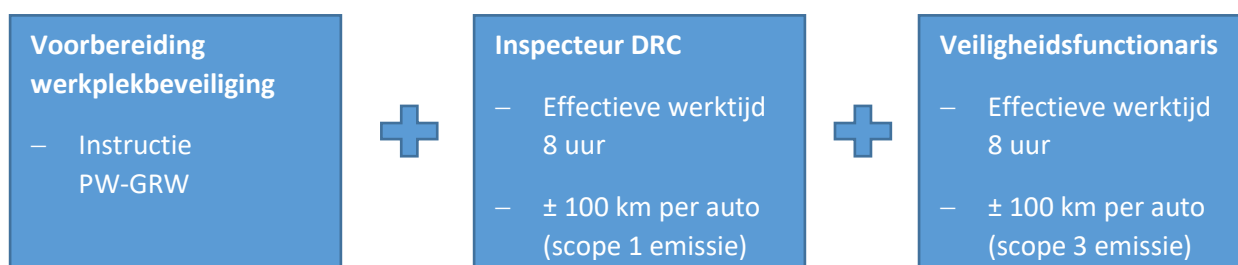 Voorbereiding
werkplekbeveiliging
– Instructie
PW-GRW
Inspecteur DRC
– Effectieve werktijd
8 uur
– ± 100 km per auto
(scope 1 emissie)
Veiligheidsfunctionaris
– Effectieve werktijd
8 uur
– ± 100 km per auto
(scope 3 emissie)